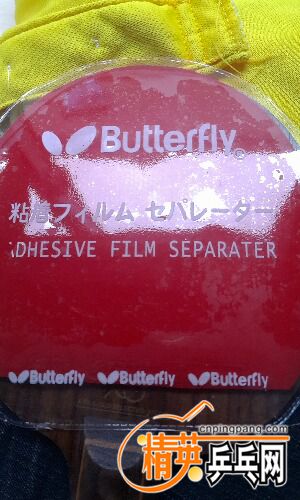 Butterfly®
粘着フィルム セパレーター
ADHESIVE FILM SEPARATER
Butterfly Butterfly Butterfly
cnpingpang.com
精英乒乓网